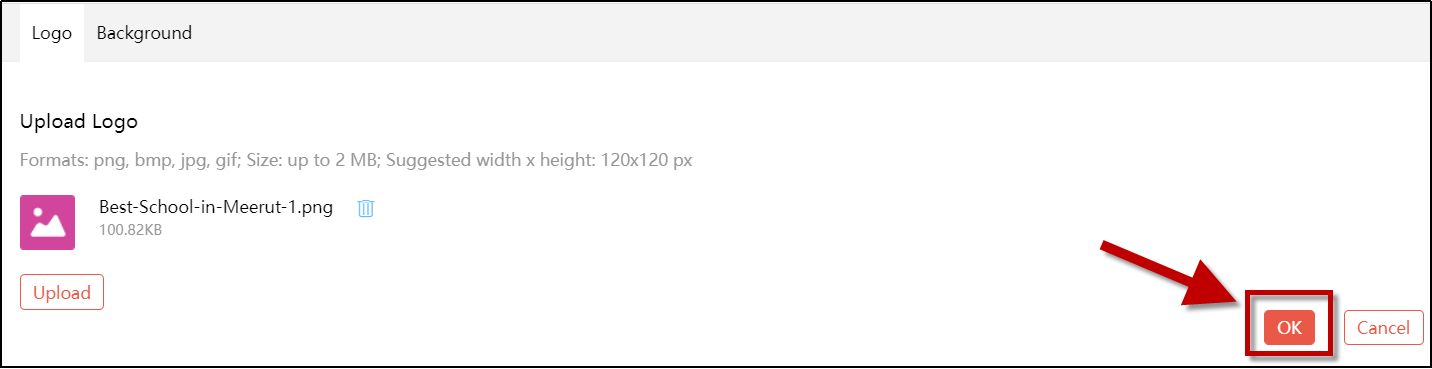 Logo Background
Upload Logo
Formats: png, bmp, jpg, gif; Size: up to 2 MB; Suggested width x height: 120x120 px
Best-School-in-Meerut-1.png
100.82KB
Upload
OK Cancel